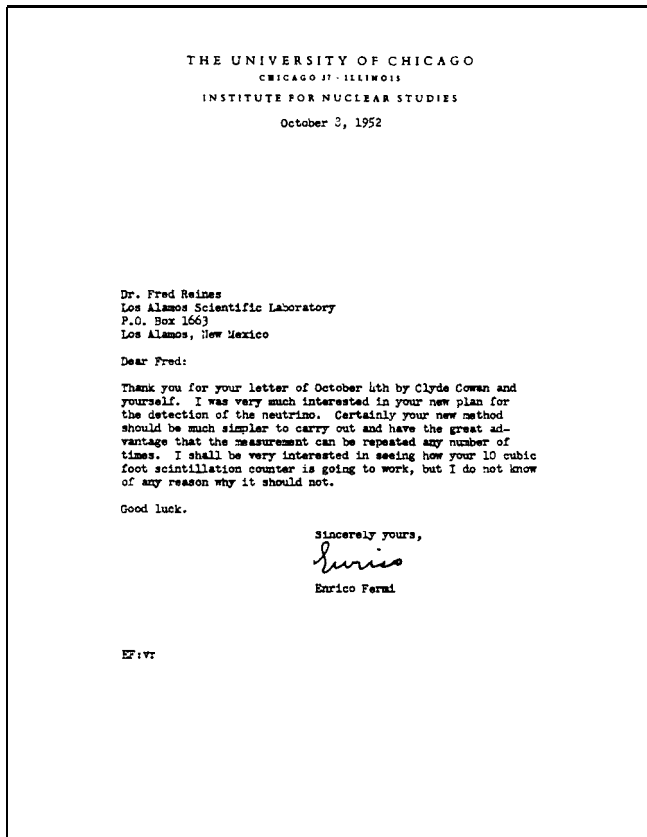 THE UNIVERSITY OF CHICAGO
CHICAGO 37 · ILLINOIS
INSTITUTE FOR NUCLEAR STUDIES
October 8, 1952
Dr. Fred Reines
Los Alamos Scientific Laboratory
P.O. Box 1663
Los Alamos, New Mexico
Dear Fred:
Thank you for your letter of October 4th by Clyde Cowan and
yourself. I was very much interested in your new plan for
the detection of the neutrino. Certainly your new method
should be much simpler to carry out and have the great ad-
vantage that the measurement can be repeated any number of
times. I shall be very interested in seeing how your 10 cubic
foot scintillation counter is going to work, but I do not know
of any reason why it should not.
Good luck.
Sincerely yours,
Enrico
Enrico Fermi
EF:vr